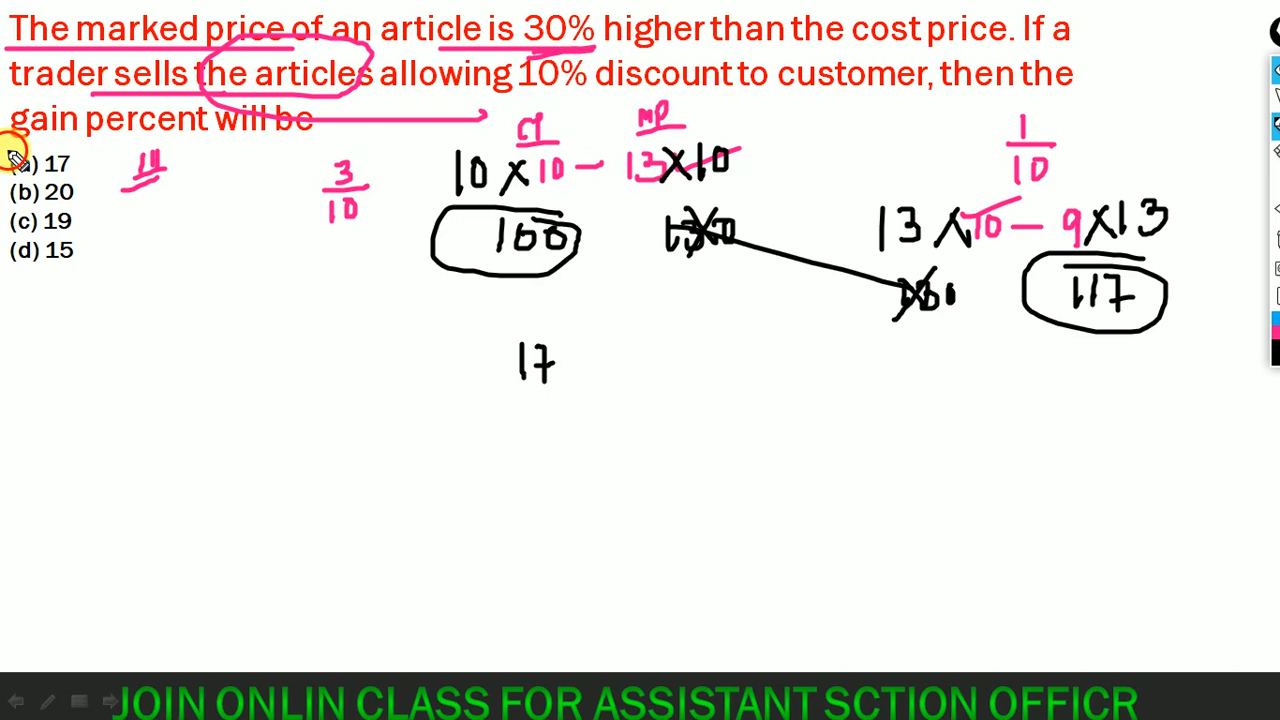 The marked price of an article is 30% higher than the cost price. If a
trader sells the articles allowing 10% discount to customer, then the
gain percent will be
CP MP
1
10
(a) 17
3
10
10 × 10 – 13 × 10
(b) 20
(c) 19
13 × 10 – 9 × 13
(d) 15
100 130
130 117
17
JOIN ONLIN CLASS FOR ASSISTANT SCTION OFFICR